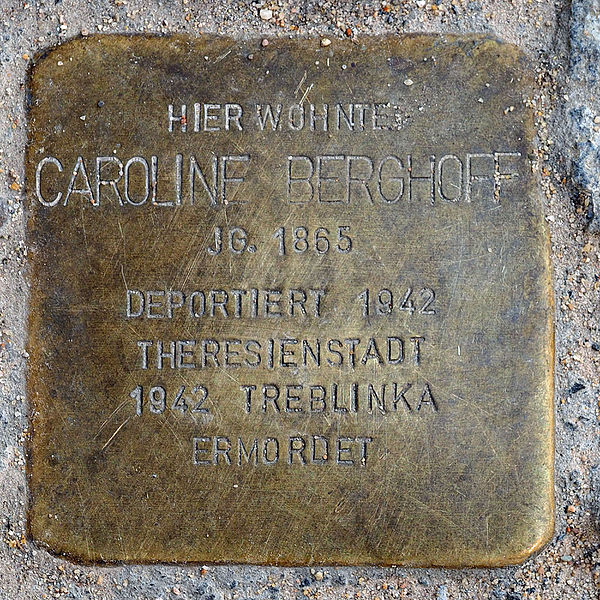 HIER WOHNTE
CAROLINE BERGHOFF
JG. 1865
DEPORTIERT 1942
THERESIENSTADT
1942 TREBLINKA
ERMORDET